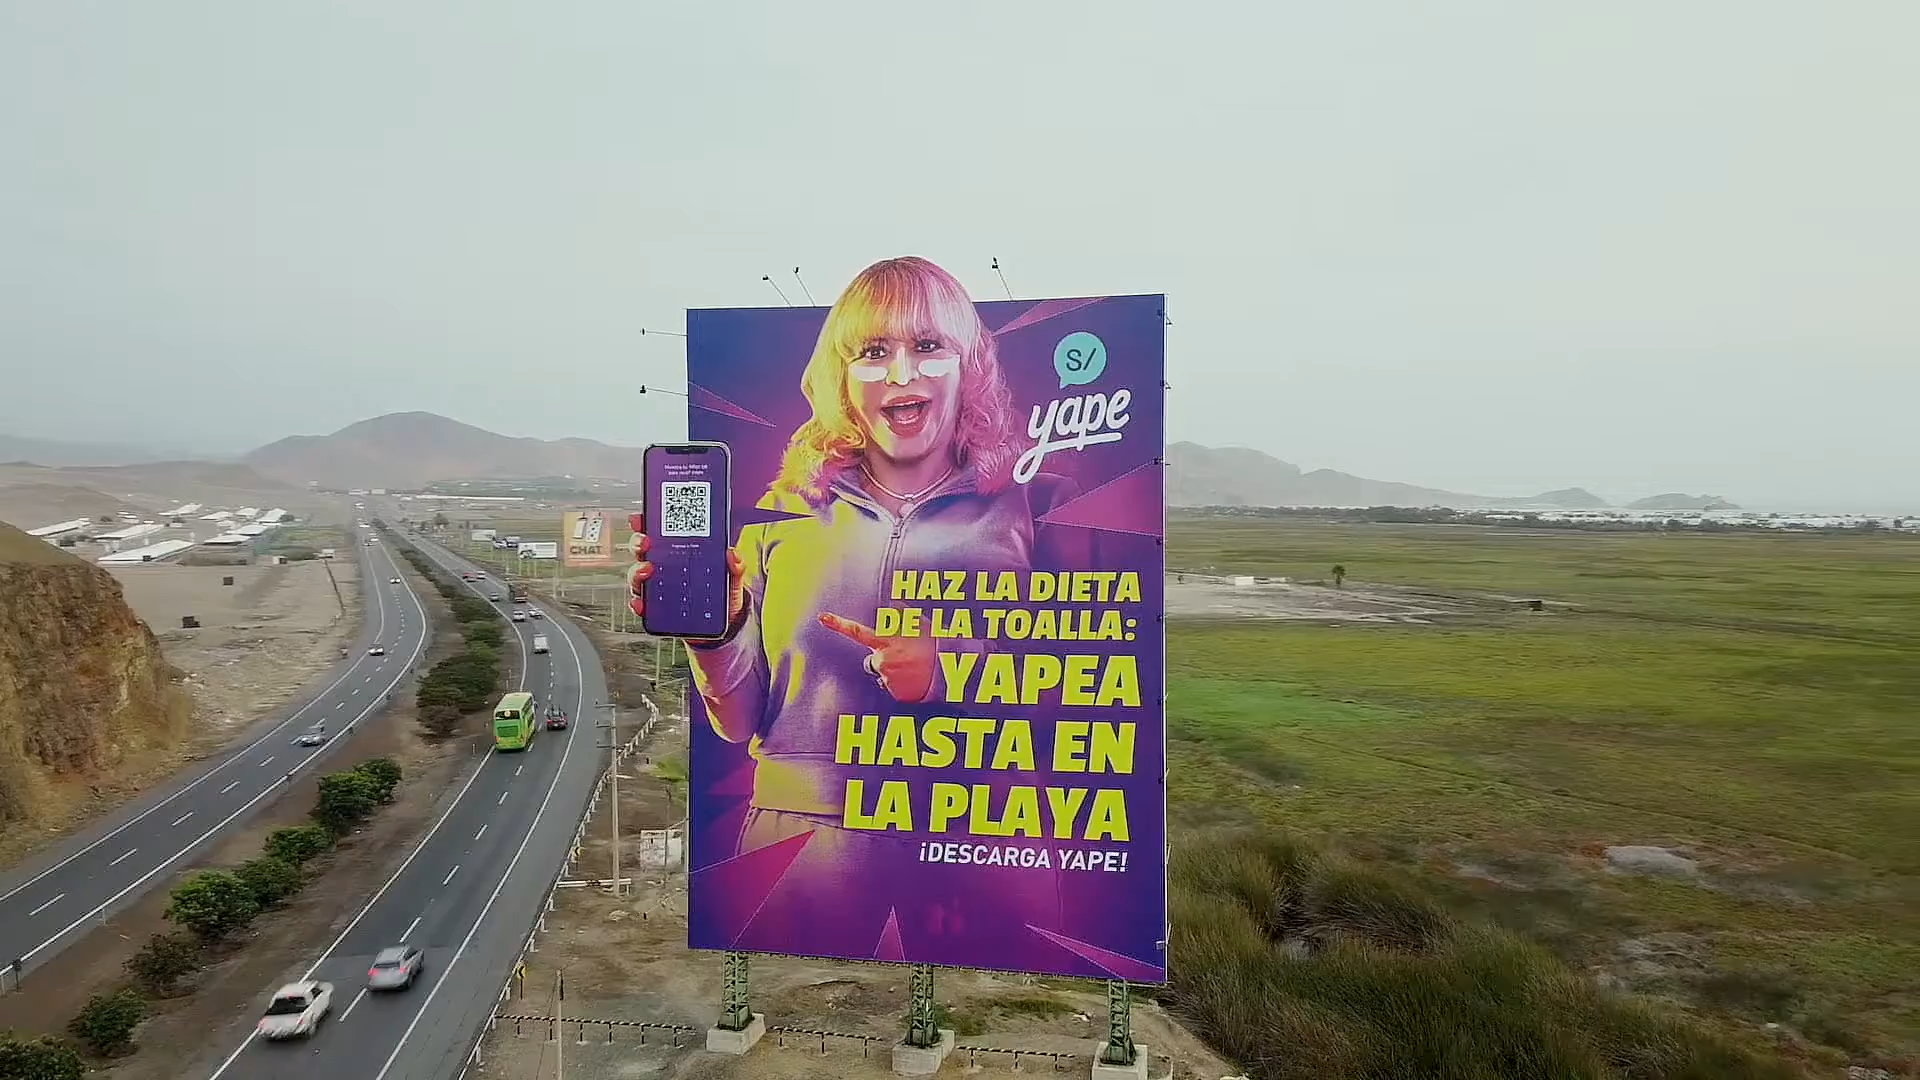 S/
yape
HAZ LA DIETA
DE LA TOALLA:
YAPEA
HASTA EN
LA PLAYA
¡DESCARGA YAPE!
CHAT